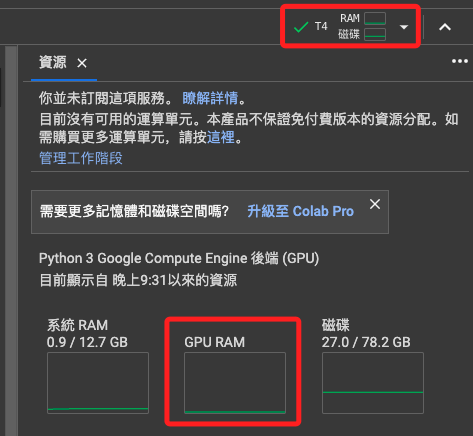 T4 RAM
磁碟
資源
你並未訂閱這項服務。 瞭解詳情。
目前沒有可用的運算單元。本產品不保證免付費版本的資源分配。如
需購買更多運算單元，請按這裡。
管理工作階段
需要更多記憶體和磁碟空間嗎? 升級至 Colab Pro
Python 3 Google Compute Engine 後端 (GPU)
目前顯示自 晚上9:31以來的資源
系統 RAM
0.9 / 12.7 GB
GPU RAM
磁碟
27.0 / 78.2 GB